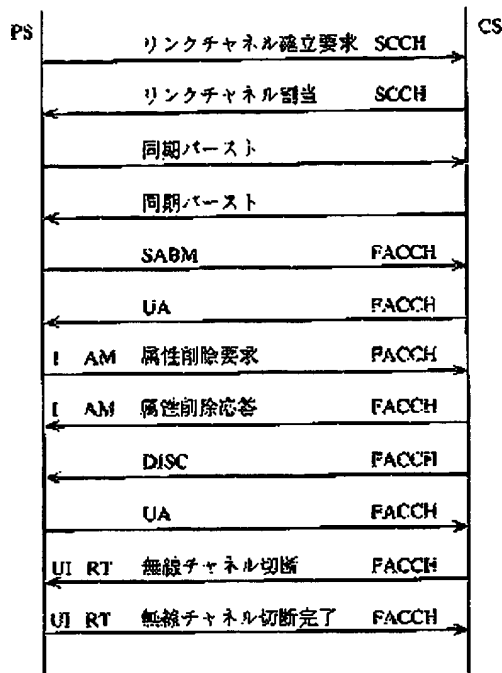 PS CS
リンクチャネル確立要求 SCCH
リンクチャネル割当 SCCH
同期バースト
同期バースト
SABM FACCH
UA FACCH
I AM 属性削除要求 FACCH
I AM 属性削除応答 FACCH
DISC FACCH
UA FACCH
UI RT 無線チャネル切断 FACCH
UI RT 無線チャネル切断完了 FACCH